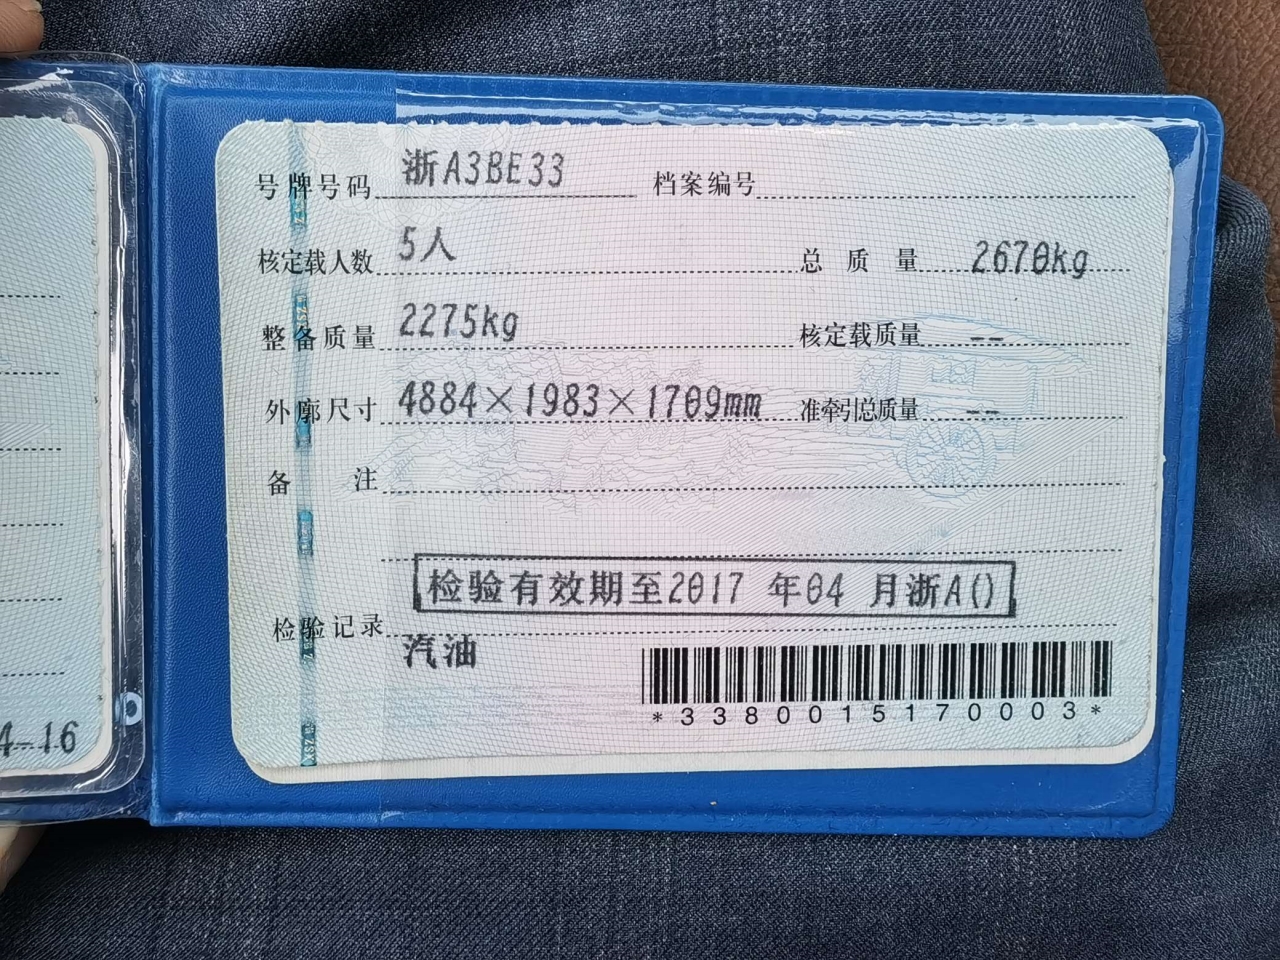 号牌号码 浙A3BE33 档案编号
核定载人数 5人 总质量 2670kg
整备质量 2275kg 核定载质量 --
外廓尺寸 4884×1983×1709mm 准牵引总质量 --
备注
检验有效期至2017 年04 月浙A()
检验记录
汽油
*3380015170003*
4-16